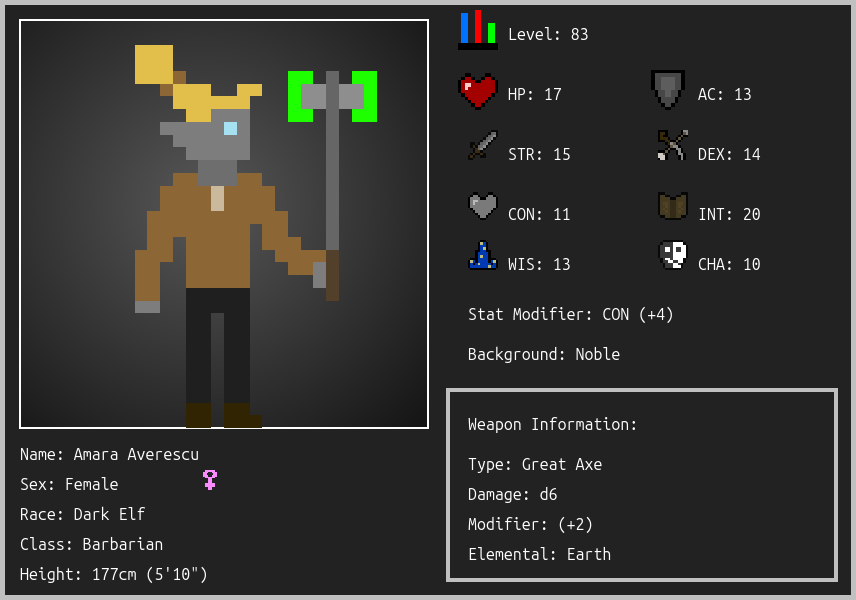 Level: 83
HP: 17
AC: 13
STR: 15
DEX: 14
CON: 11
INT: 20
WIS: 13
CHA: 10
Stat Modifier: CON (+4)
Background: Noble
Weapon Information:
Type: Great Axe
Damage: d6
Modifier: (+2)
Elemental: Earth
Name: Amara Averescu
Sex: Female
Race: Dark Elf
Class: Barbarian
Height: 177cm (5'10")